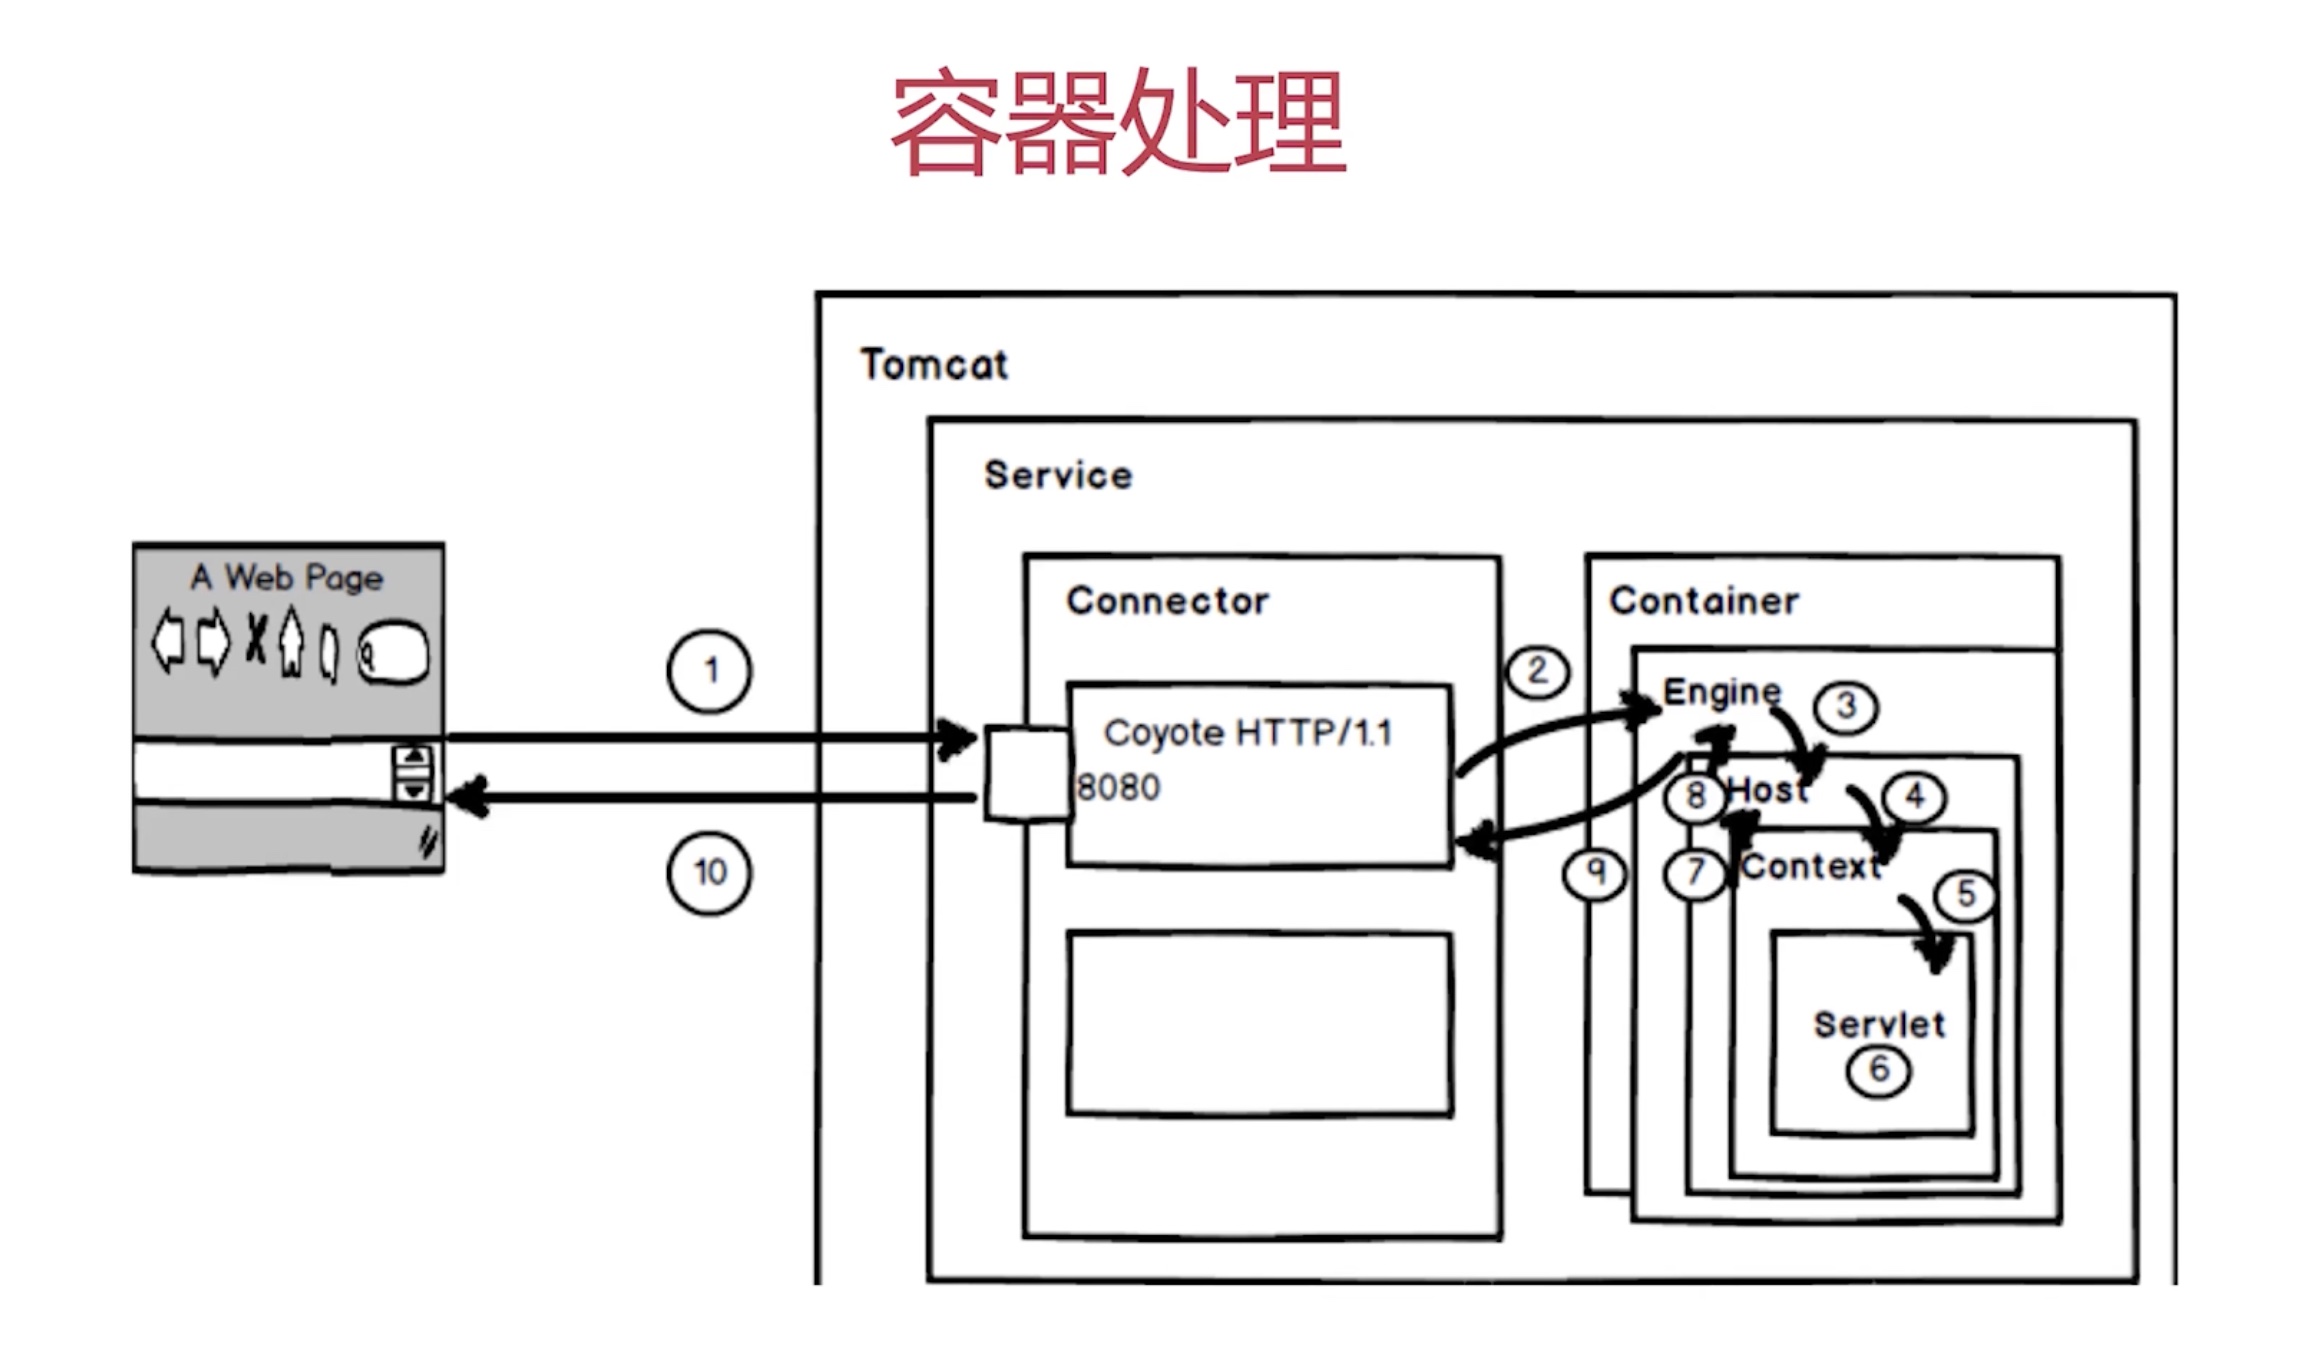 容器处理
Tomcat
Service
A Web Page
Connector
Container
1
2
Engine
3
Coyote HTTP/1.1
8080
8
Host
4
10
9
7
Context
5
Servlet
6